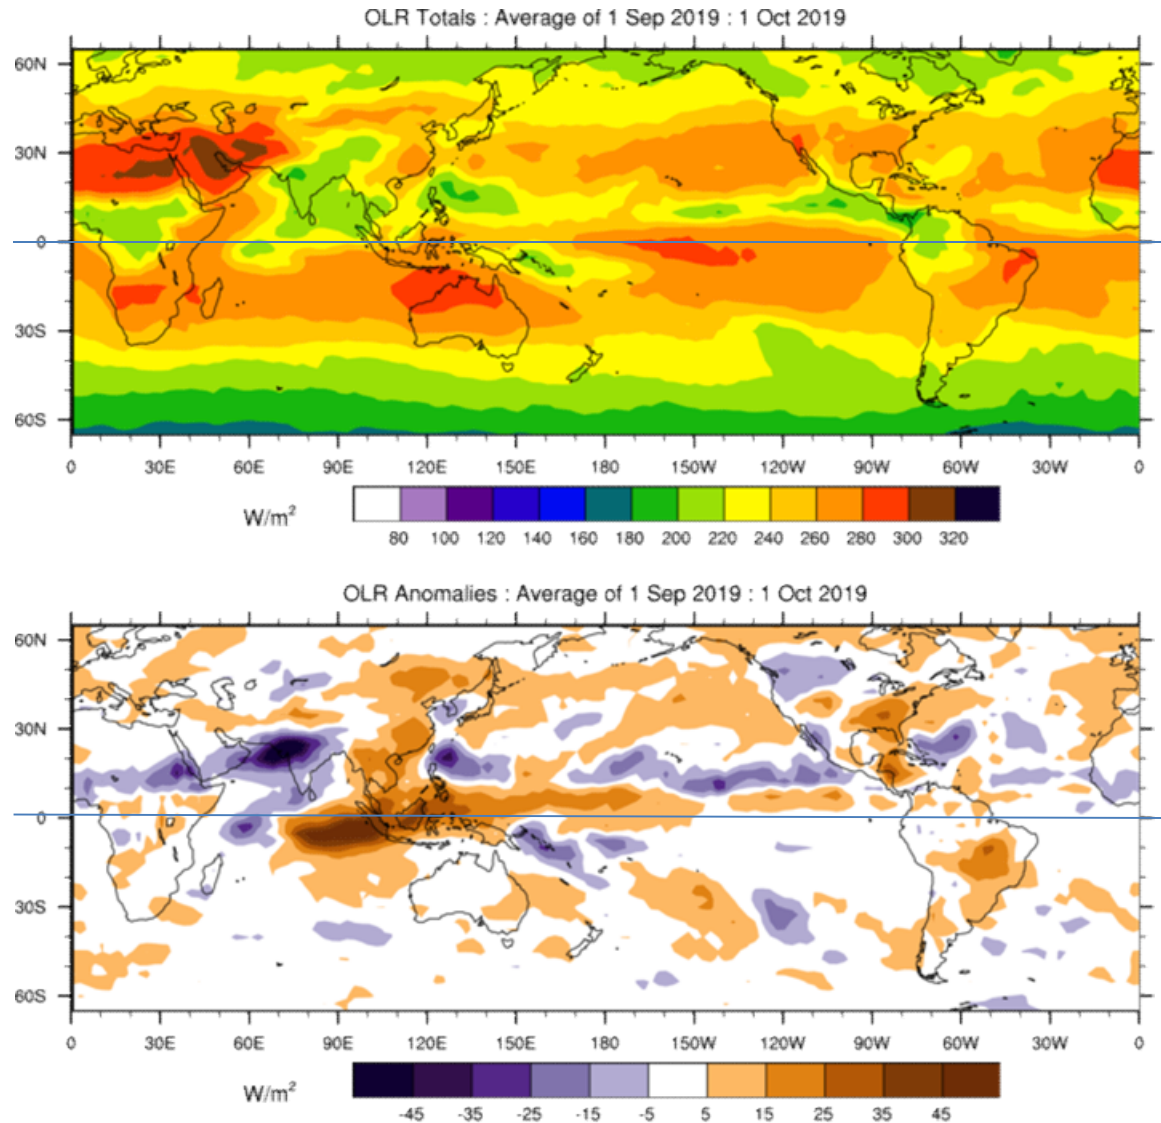 OLR Totals : Average of 1 Sep 2019 : 1 Oct 2019
60N
30N
0
30S
60S
0 30E 60E 90E 120E 150E 180 150W 120W 90W 60W 30W 0
W/m²
80 100 120 140 160 180 200 220 240 260 280 300 320
OLR Anomalies : Average of 1 Sep 2019 : 1 Oct 2019
60N
30N
0
30S
60S
0 30E 60E 90E 120E 150E 180 150W 120W 90W 60W 30W 0
W/m²
-45 -35 -25 -15 -5 5 15 25 35 45